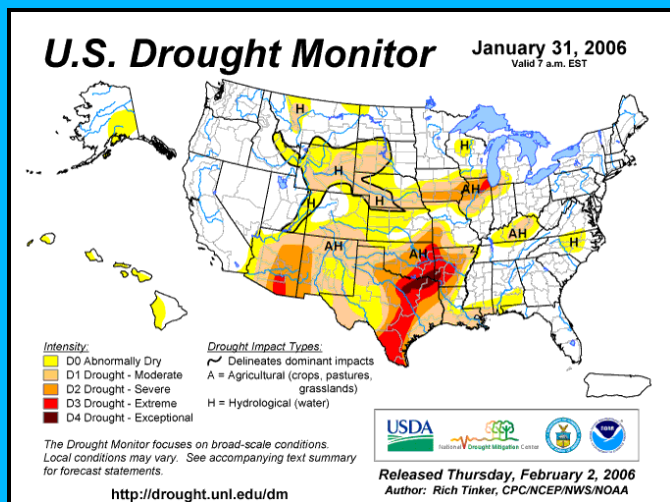 U.S. Drought Monitor
January 31, 2006
Valid 7 a.m. EST
H
H
H
H
H
AH
AH
AH
AH
H
Intensity:
D0 Abnormally Dry
D1 Drought - Moderate
D2 Drought - Severe
D3 Drought - Extreme
D4 Drought - Exceptional
Drought Impact Types:
Delineates dominant impacts
A = Agricultural (crops, pastures,
grasslands)
H = Hydrological (water)
The Drought Monitor focuses on broad-scale conditions.
Local conditions may vary. See accompanying text summary
for forecast statements.
http://drought.unl.edu/dm
USDA
National Drought Mitigation Center
NOAA
Released Thursday, February 2, 2006
Author: Rich Tinker, CPC/NCEP/NWS/NOAA